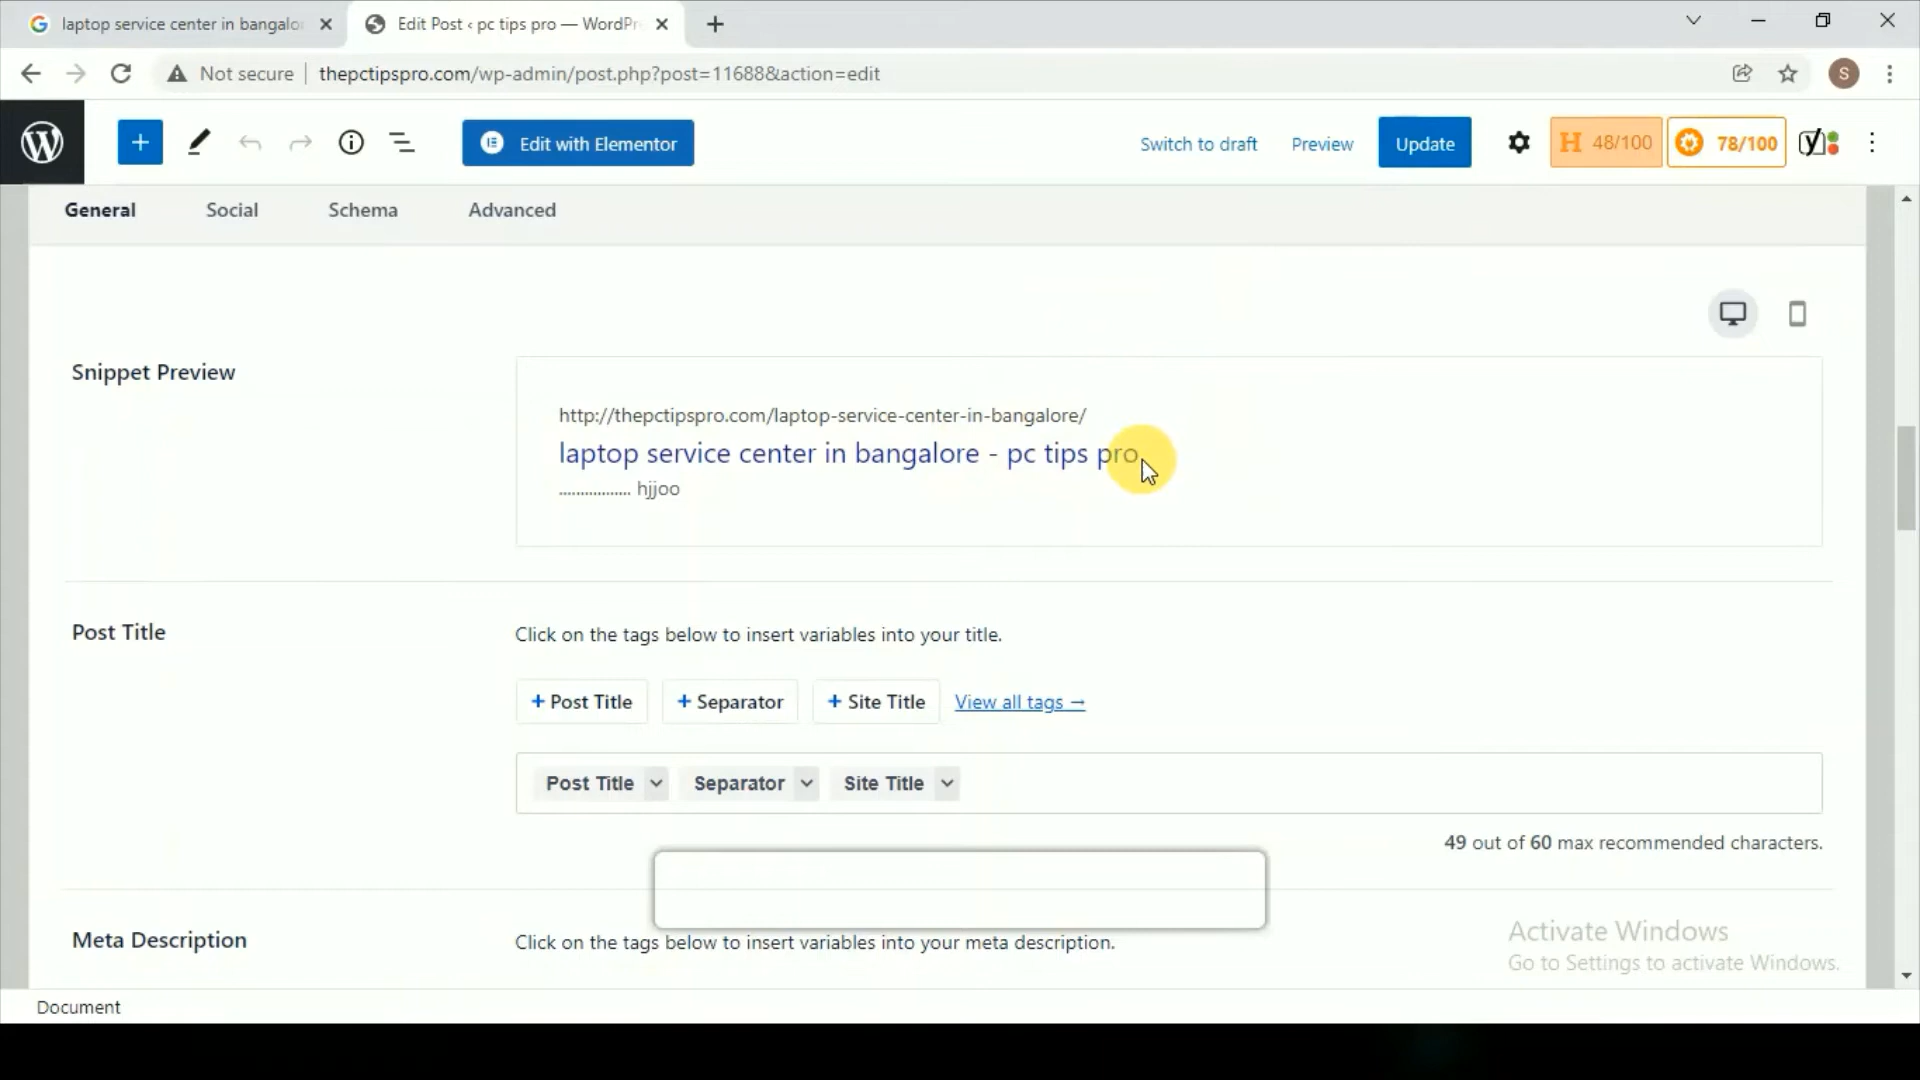 laptop service center in bangalo
Edit Post ‹ pc tips pro — WordPr
Not secure
thepctipspro.com/wp-admin/post.php?post=11688&action=edit
S
Edit with Elementor
Switch to draft
Preview
Update
H 48/100
78/100
General
Social
Schema
Advanced
Snippet Preview
http://thepctipspro.com/laptop-service-center-in-bangalore/
laptop service center in bangalore - pc tips pro
................. hjjoo
Post Title
Click on the tags below to insert variables into your title.
+ Post Title
+ Separator
+ Site Title
View all tags →
Post Title
Separator
Site Title
49 out of 60 max recommended characters.
Meta Description
Click on the tags below to insert variables into your meta description.
Activate Windows
Go to Settings to activate Windows.
Document